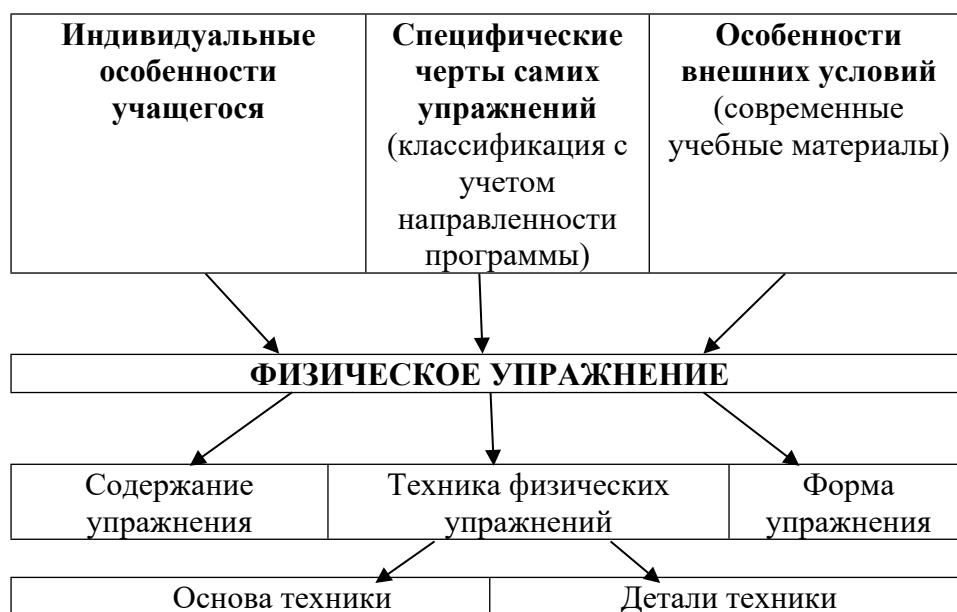 Индивидуальные
особенности
учащегося
Специфические
черты самих
упражнений
(классификация с
учетом
направленности
программы)
Особенности
внешних условий
(современные
учебные материалы)
ФИЗИЧЕСКОЕ УПРАЖНЕНИЕ
Содержание
упражнения
Техника физических
упражнений
Форма
упражнения
Основа техники
Детали техники